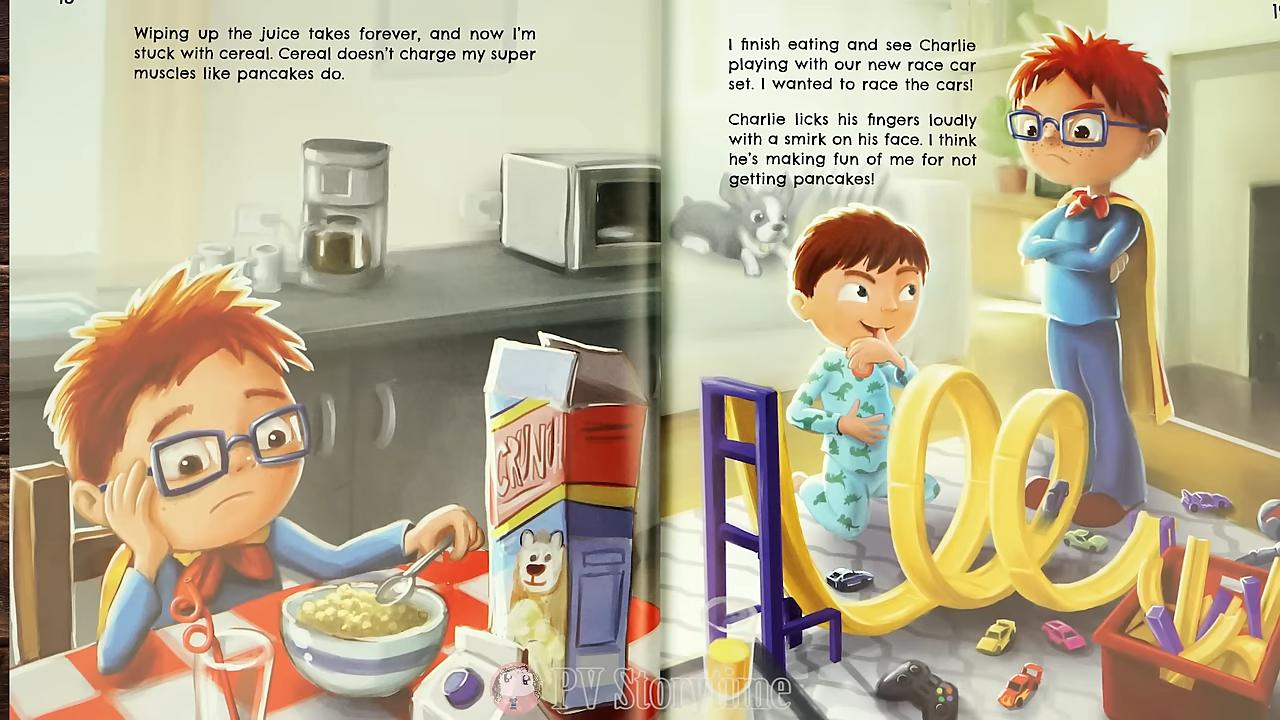 Wiping up the juice takes forever, and now I'm
stuck with cereal. Cereal doesn't charge my super
muscles like pancakes do.
CRUN
I finish eating and see Charlie
playing with our new race car
set. I wanted to race the cars!
Charlie licks his fingers loudly
with a smirk on his face. I think
he's making fun of me for not
getting pancakes!
PV Storytime